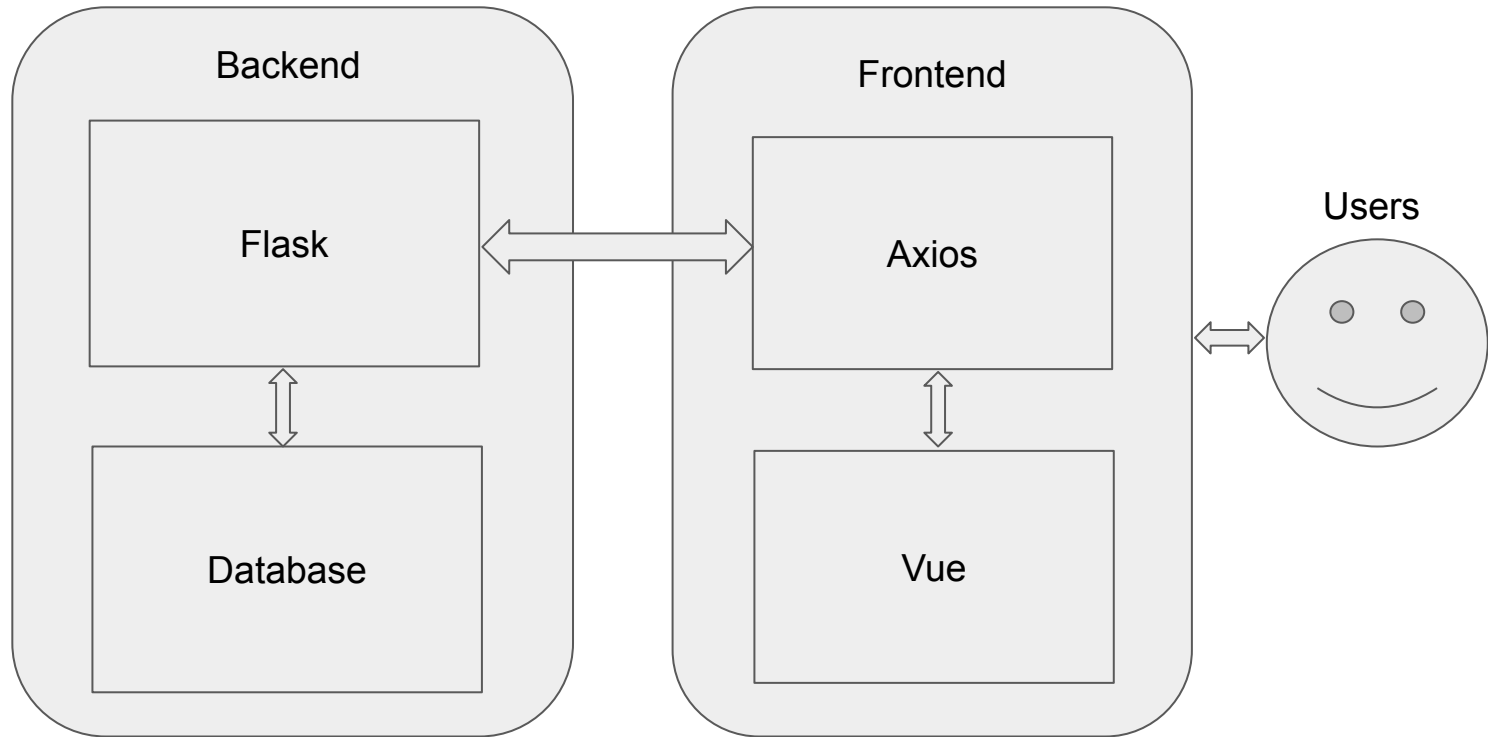 Backend
Flask
Database
Frontend
Axios
Vue
Users